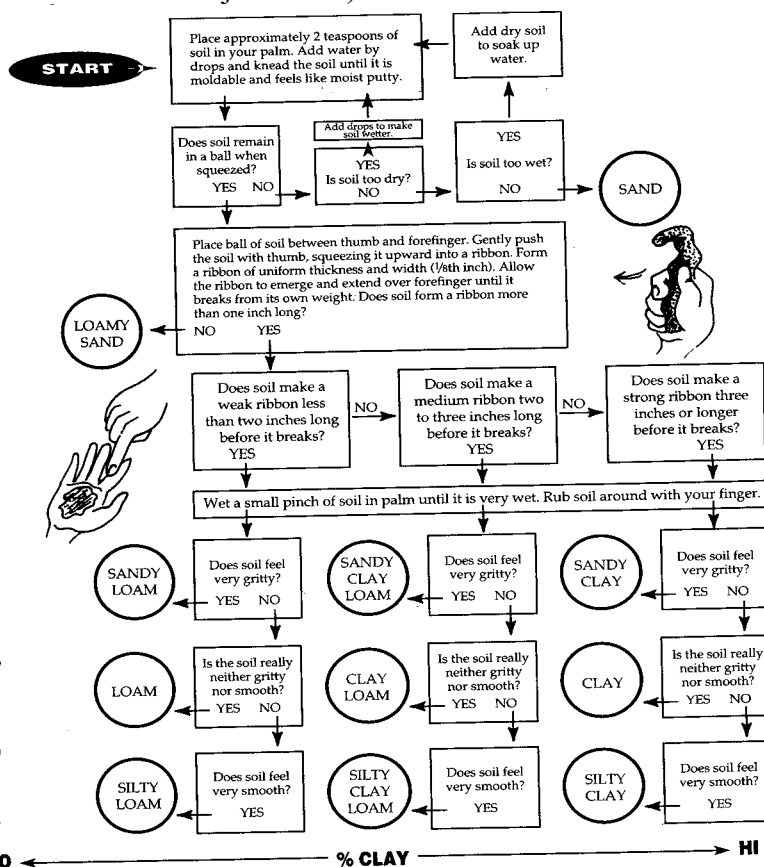 START
Place approximately 2 teaspoons of
soil in your palm. Add water by
drops and knead the soil until it is
moldable and feels like moist putty.
Add dry soil
to soak up
water.
Add drops to make
soil wetter.
Does soil remain
in a ball when
squeezed?
YES NO
YES
Is soil too dry?
NO
YES
Is soil too wet?
NO
SAND
Place ball of soil between thumb and forefinger. Gently push
the soil with thumb, squeezing it upward into a ribbon. Form
a ribbon of uniform thickness and width (1/8th inch). Allow
the ribbon to emerge and extend over forefinger until it
breaks from its own weight. Does soil form a ribbon more
than one inch long?
NO YES
LOAMY
SAND
Does soil make a
weak ribbon less
than two inches long
before it breaks?
YES
NO
Does soil make a
medium ribbon two
to three inches long
before it breaks?
YES
NO
Does soil make a
strong ribbon three
inches or longer
before it breaks?
YES
Wet a small pinch of soil in palm until it is very wet. Rub soil around with your finger.
SANDY
LOAM
Does soil feel
very gritty?
YES NO
SANDY
CLAY
LOAM
Does soil feel
very gritty?
YES NO
SANDY
CLAY
Does soil feel
very gritty?
YES NO
LOAM
Is the soil really
neither gritty
nor smooth?
YES NO
CLAY
LOAM
Is the soil really
neither gritty
nor smooth?
YES NO
CLAY
Is the soil really
neither gritty
nor smooth?
YES NO
SILTY
LOAM
Does soil feel
very smooth?
YES
SILTY
CLAY
LOAM
Does soil feel
very smooth?
YES
SILTY
CLAY
Does soil feel
very smooth?
YES
% CLAY
HI